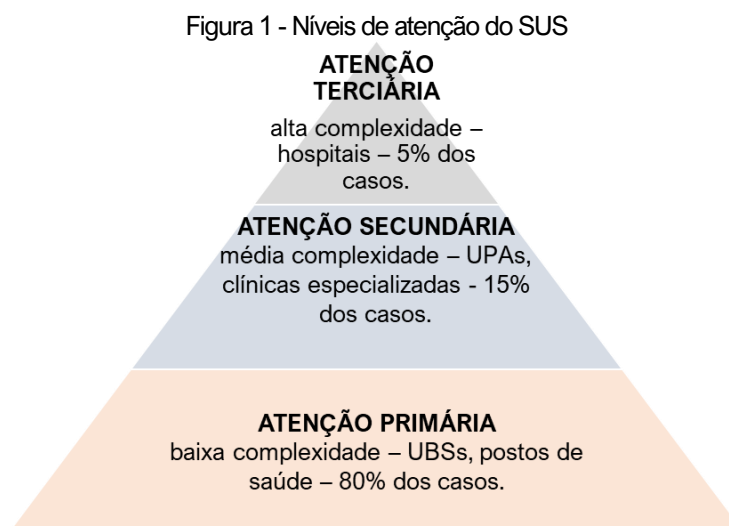 Figura 1 - Níveis de atenção do SUS
ATENÇÃO
TERCIÁRIA
alta complexidade –
hospitais – 5% dos
casos.
ATENÇÃO SECUNDÁRIA
média complexidade – UPAs,
clínicas especializadas - 15%
dos casos.
ATENÇÃO PRIMÁRIA
baixa complexidade – UBSs, postos de
saúde – 80% dos casos.